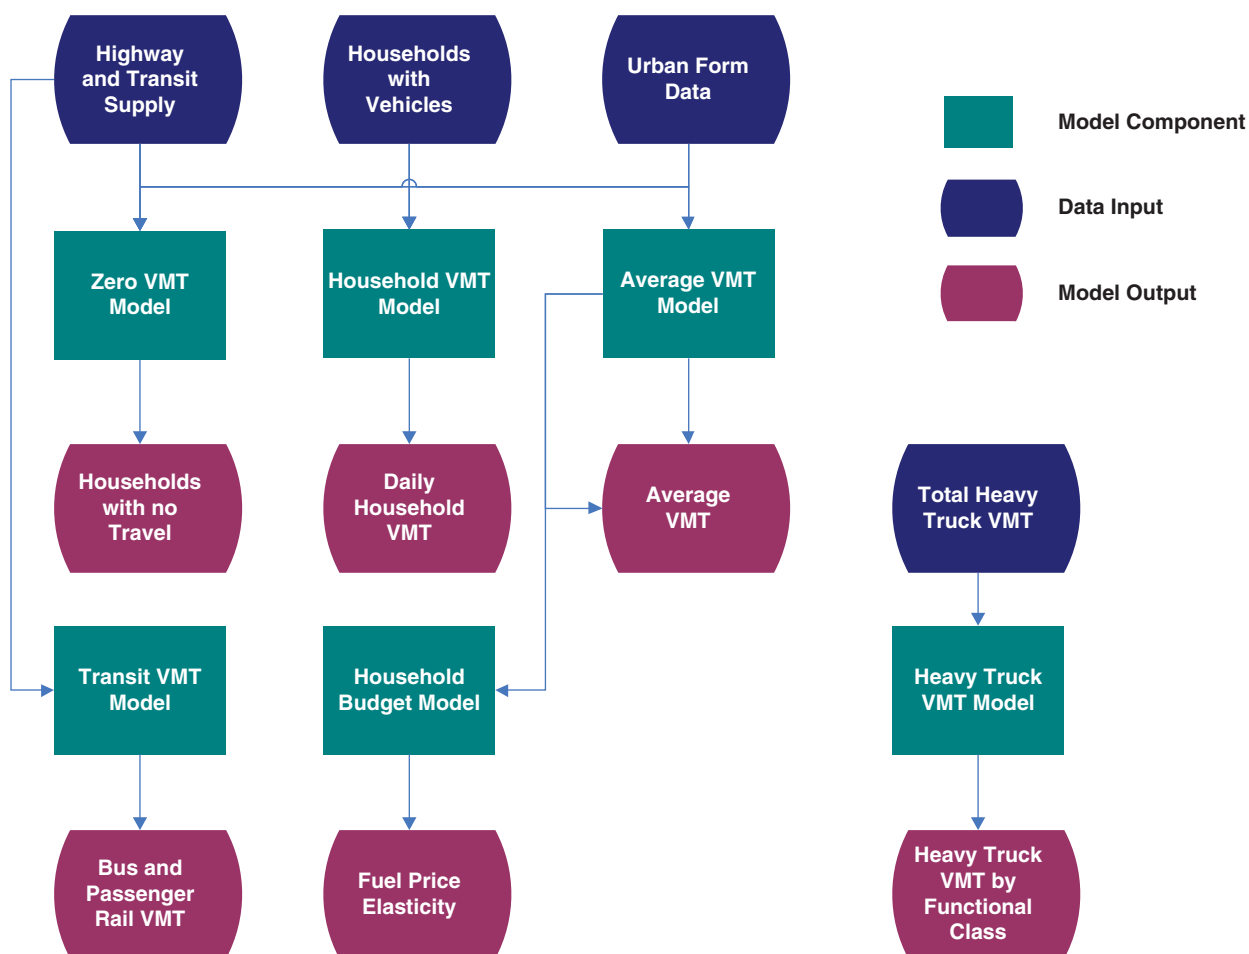 Highway
and Transit
Supply
Households
with
Vehicles
Urban Form
Data
Model Component
Data Input
Model Output
Zero VMT
Model
Household VMT
Model
Average VMT
Model
Households
with no
Travel
Daily
Household
VMT
Average
VMT
Total Heavy
Truck VMT
Transit VMT
Model
Household
Budget Model
Heavy Truck
VMT Model
Bus and
Passenger
Rail VMT
Fuel Price
Elasticity
Heavy Truck
VMT by
Functional
Class